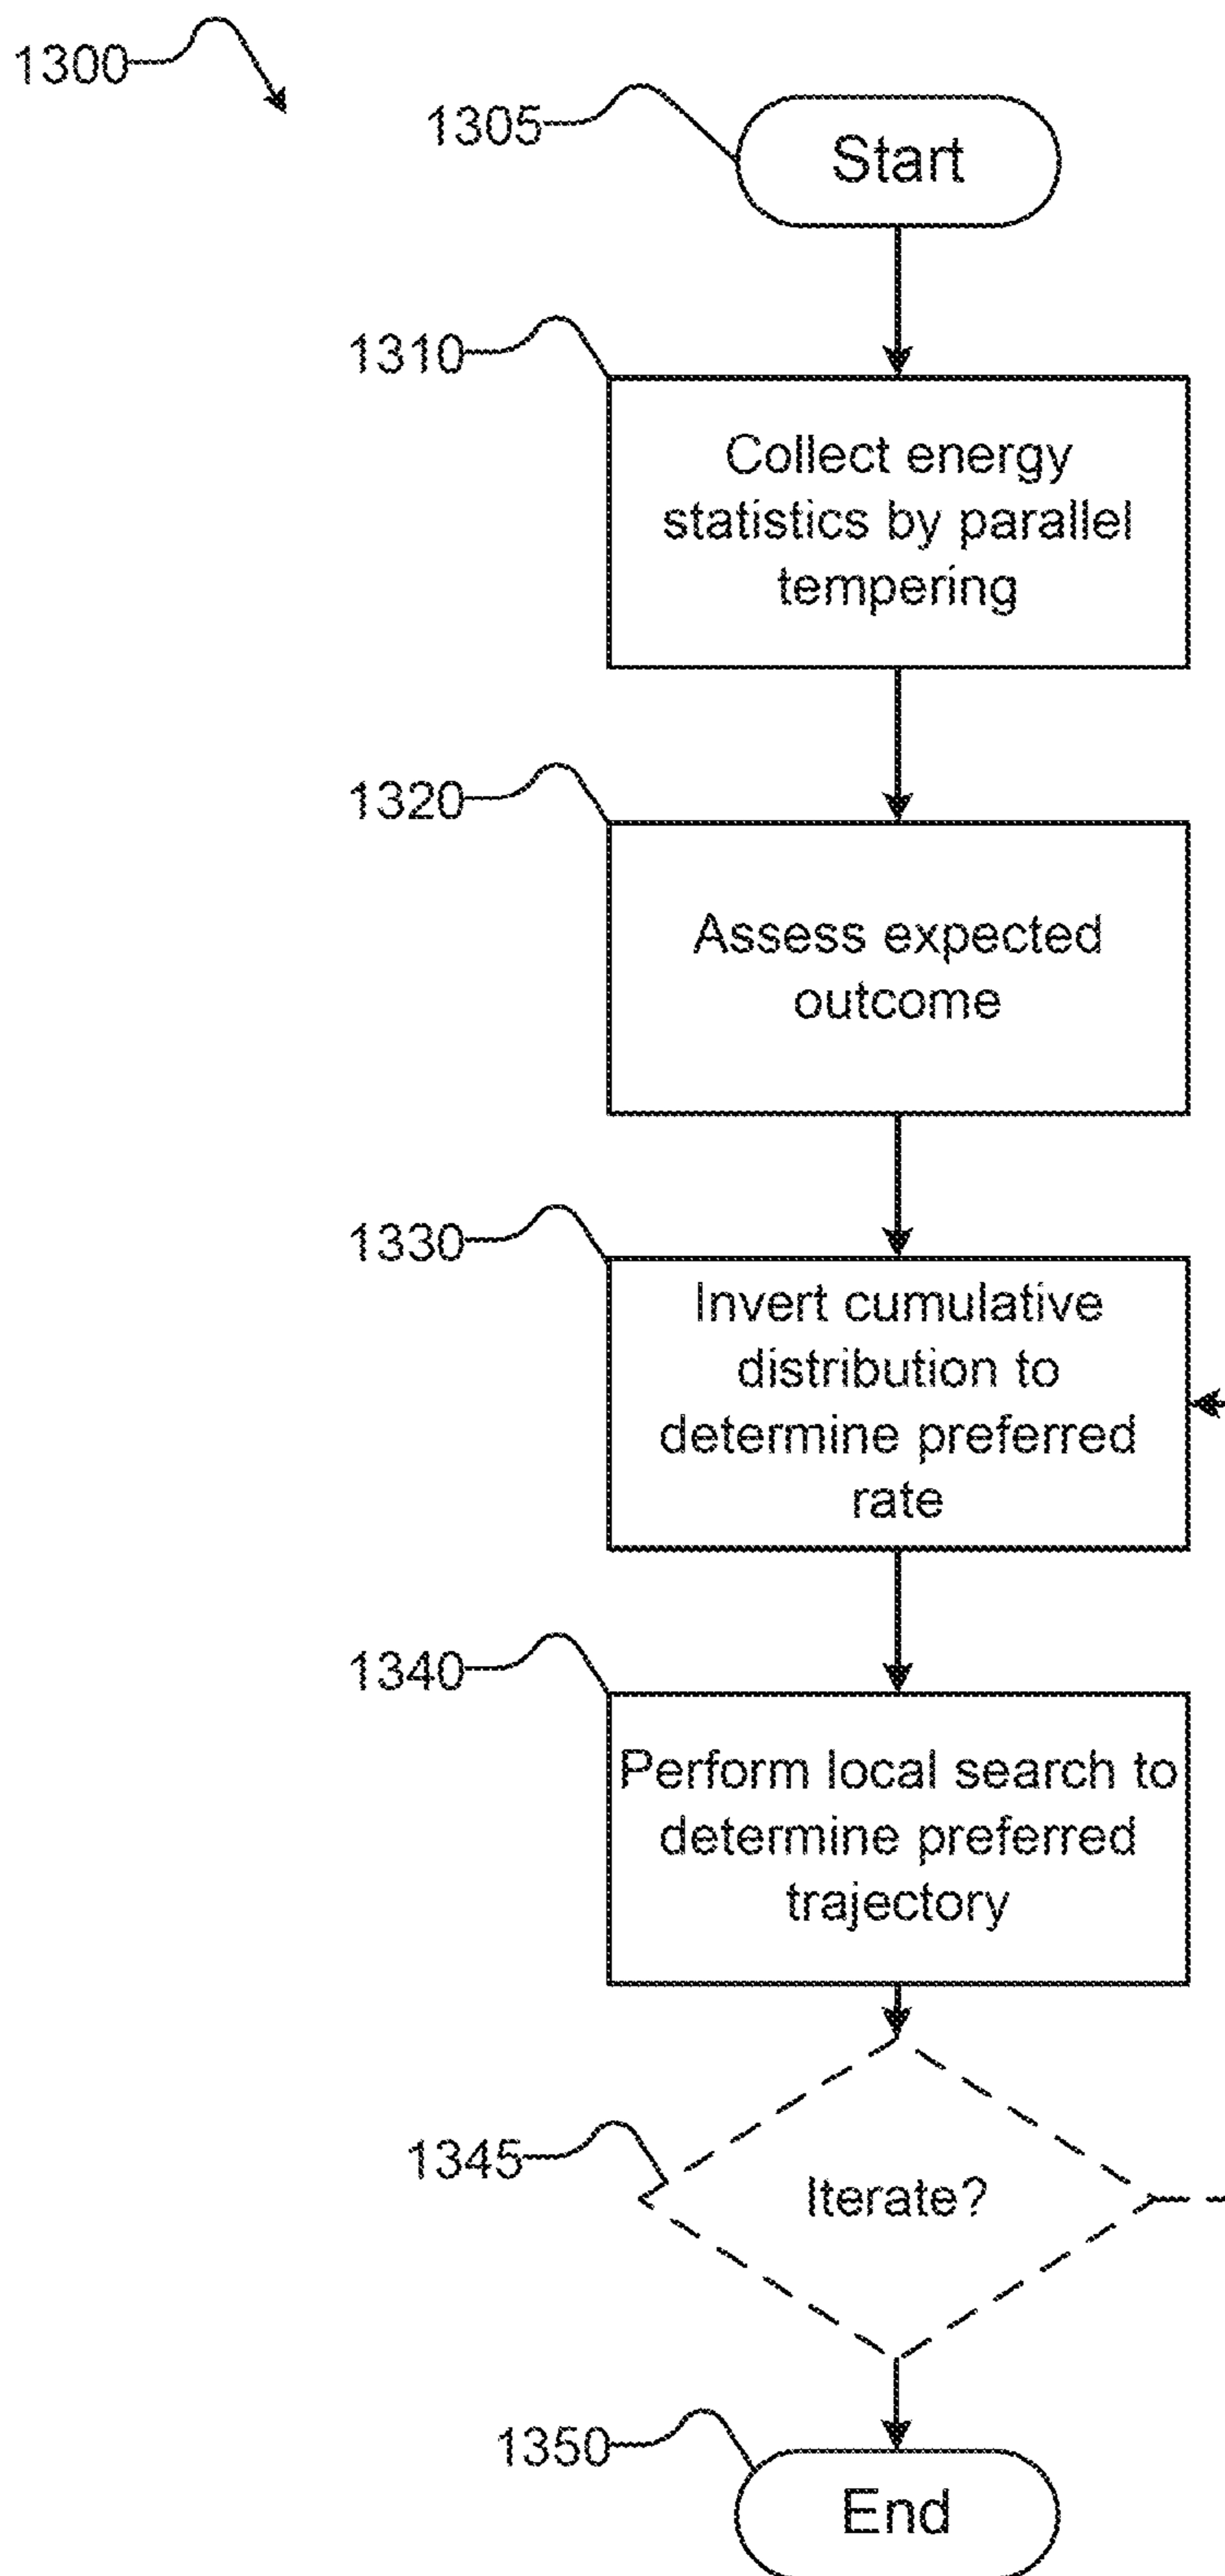 1300
1305
Start
1310
Collect energy
statistics by parallel
tempering
1320
Assess expected
outcome
1330
Invert cumulative
distribution to
determine preferred
rate
1340
Perform local search to
determine preferred
trajectory
1345
Iterate?
1350
End